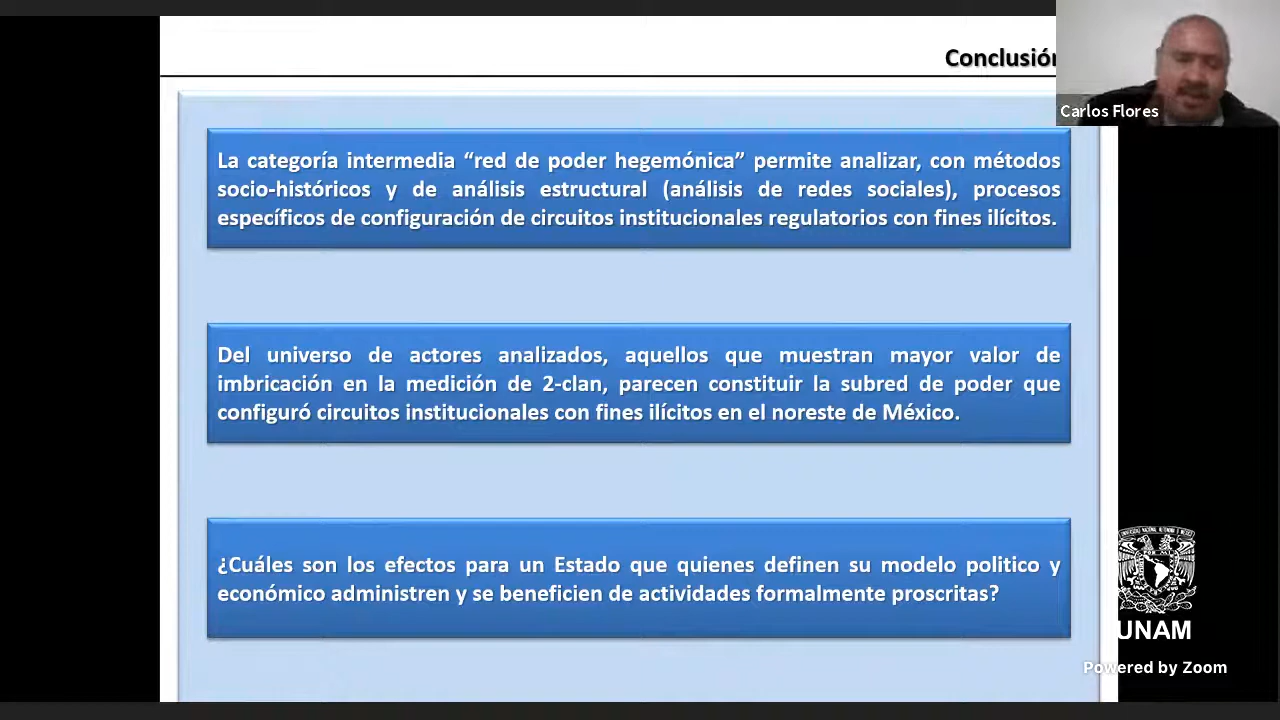 Conclusión
Carlos Flores
La categoría intermedia “red de poder hegemónica” permite analizar, con métodos
socio-históricos y de análisis estructural (análisis de redes sociales), procesos
específicos de configuración de circuitos institucionales regulatorios con fines ilícitos.
Del universo de actores analizados, aquellos que muestran mayor valor de
imbricación en la medición de 2-clan, parecen constituir la subred de poder que
configuró circuitos institucionales con fines ilícitos en el noreste de México.
¿Cuáles son los efectos para un Estado que quienes definen su modelo politico y
económico administren y se beneficien de actividades formalmente proscritas?
UNAM
Powered by Zoom